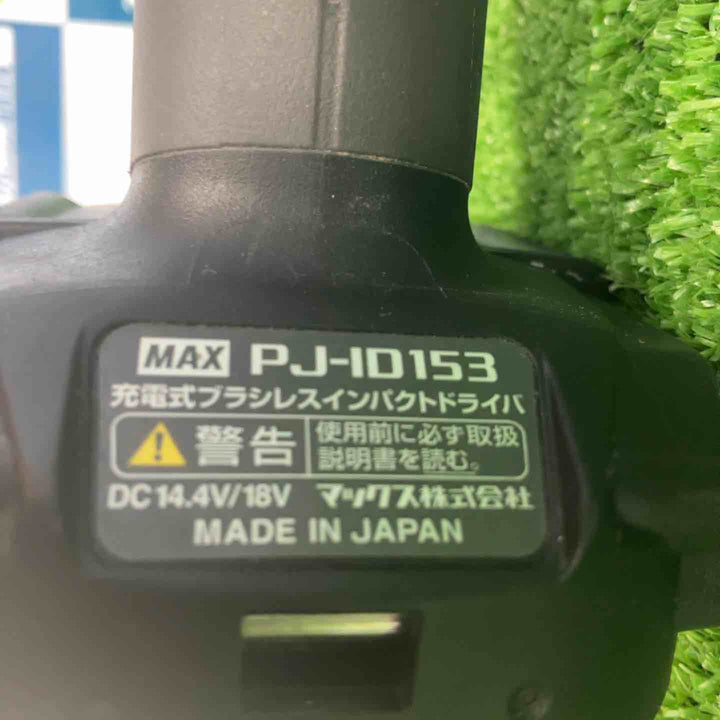 MAX PJ-ID153
充電式ブラシレスインパクトドライバ
警告 使用前に必ず取扱
説明書を読む。
DC 14.4V/18V マックス株式会社
MADE IN JAPAN